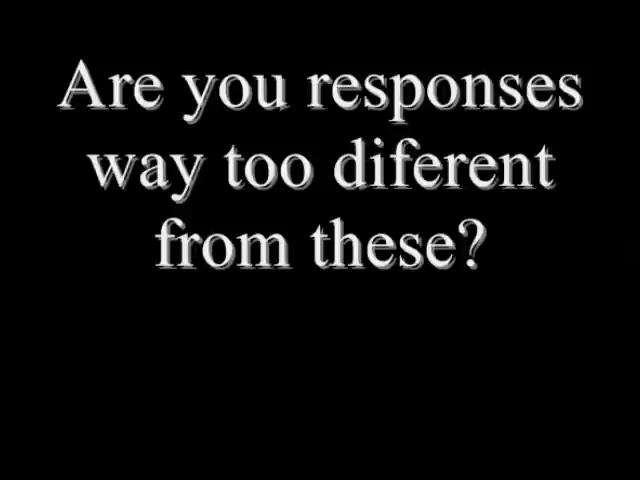 Are you responses
way too diferent
from these?